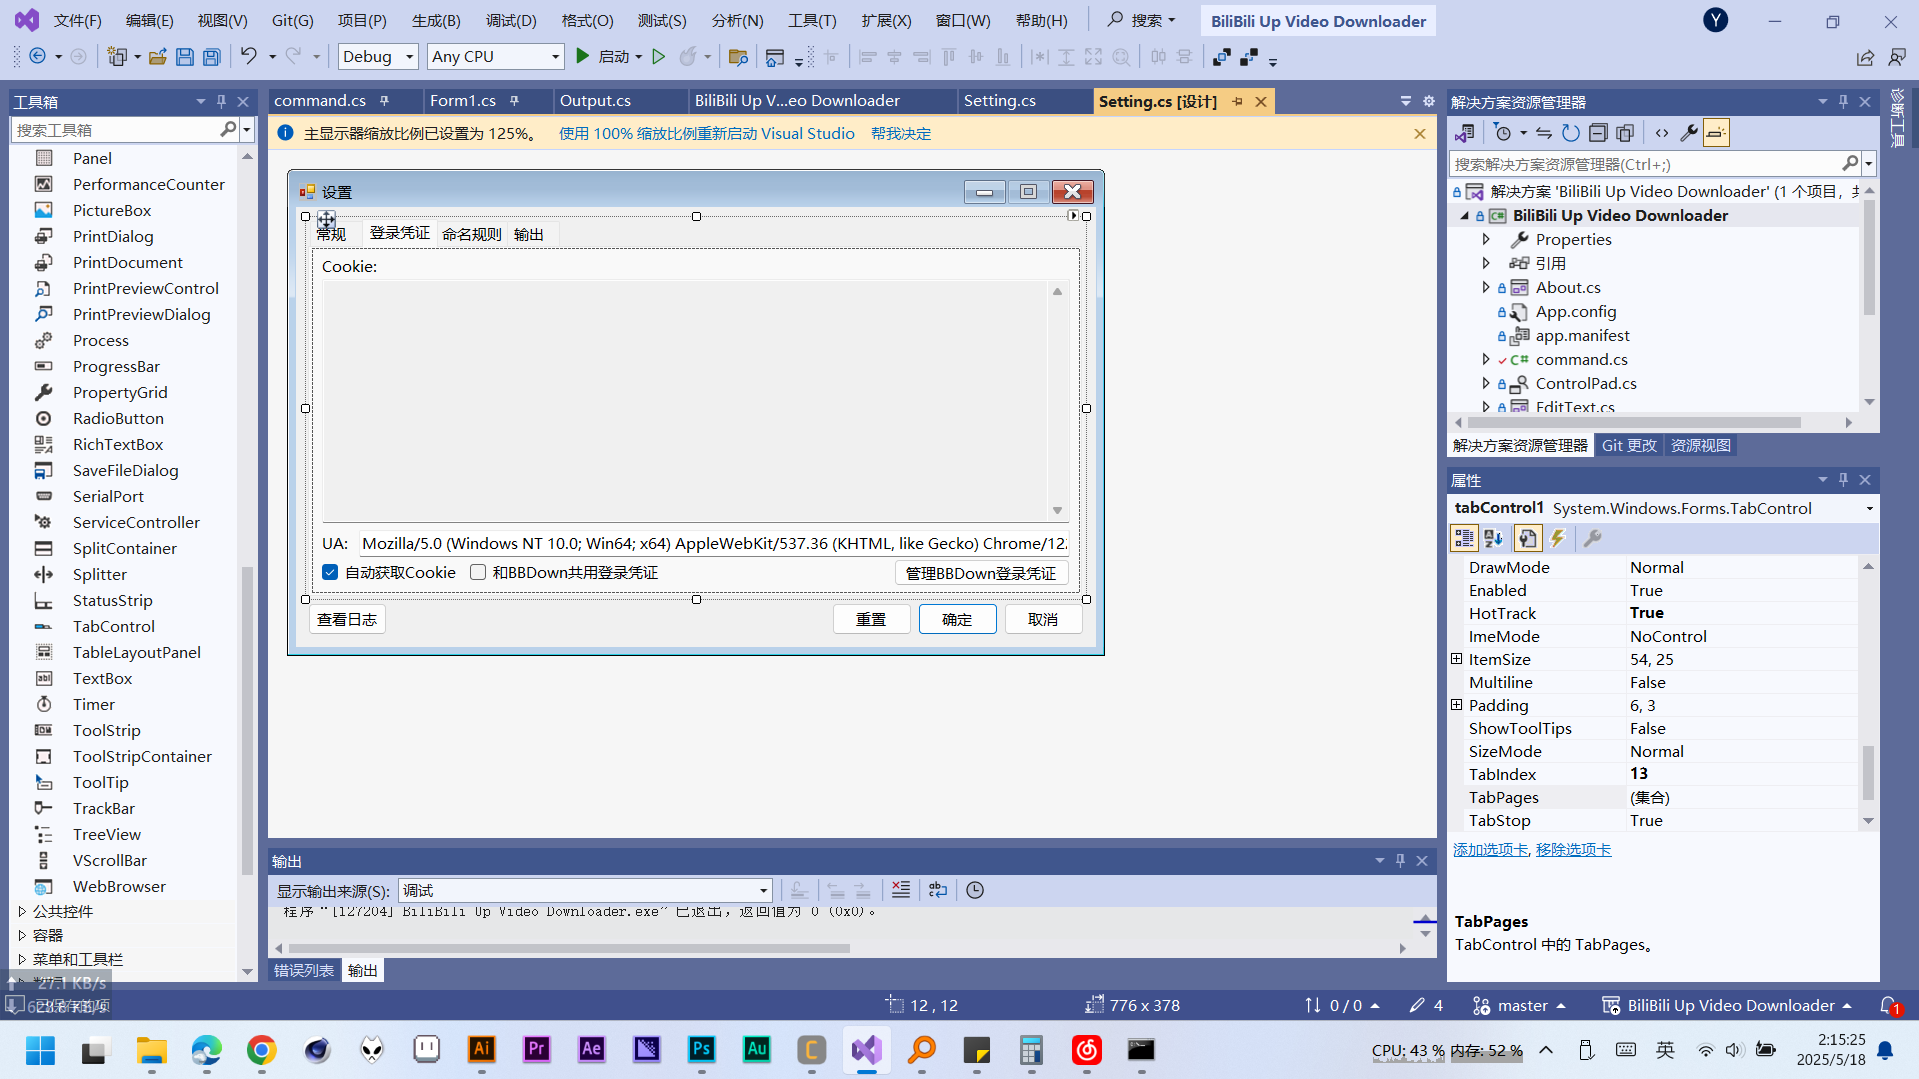 文件(F) 编辑(E) 视图(V) Git(G) 项目(P) 生成(B) 调试(D) 格式(O) 测试(S) 分析(N) 工具(T) 扩展(X) 窗口(W) 帮助(H) 搜索 BiliBili Up Video Downloader Y
Debug Any CPU 启动
工具箱
搜索工具箱
Panel
PerformanceCounter
PictureBox
PrintDialog
PrintDocument
PrintPreviewControl
PrintPreviewDialog
Process
ProgressBar
PropertyGrid
RadioButton
RichTextBox
SaveFileDialog
SerialPort
ServiceController
SplitContainer
Splitter
StatusStrip
TabControl
TableLayoutPanel
TextBox
Timer
ToolStrip
ToolStripContainer
ToolTip
TrackBar
TreeView
VScrollBar
WebBrowser
公共控件
容器
菜单和工具栏
27.1 KB/s
command.cs Form1.cs Output.cs BiliBili Up V...eo Downloader Setting.cs Setting.cs [设计]
主显示器缩放比例已设置为 125%。 使用 100% 缩放比例重新启动 Visual Studio 帮我决定
设置
常规 登录凭证 命名规则 输出
Cookie:
UA: Mozilla/5.0 (Windows NT 10.0; Win64; x64) AppleWebKit/537.36 (KHTML, like Gecko) Chrome/12
自动获取Cookie 和BBDown共用登录凭证 管理BBDown登录凭证
查看日志 重置 确定 取消
输出
显示输出来源(S): 调试
程序“[127204] BiliBili Up Video Downloader.exe”已退出，返回值为 0 (0x0)。
错误列表 输出
解决方案资源管理器
搜索解决方案资源管理器(Ctrl+;)
解决方案 'BiliBili Up Video Downloader' (1 个项目，
BiliBili Up Video Downloader
Properties
引用
About.cs
App.config
app.manifest
command.cs
ControlPad.cs
EditText.cs
解决方案资源管理器 Git 更改 资源视图
诊断工具
属性
tabControl1 System.Windows.Forms.TabControl
DrawMode Normal
Enabled True
HotTrack True
ImeMode NoControl
ItemSize 54, 25
Multiline False
Padding 6, 3
ShowToolTips False
SizeMode Normal
TabIndex 13
TabPages (集合)
TabStop True
添加选项卡, 移除选项卡
TabPages
TabControl 中的 TabPages。
12 , 12 776 x 378 0 / 0 4 master BiliBili Up Video Downloader 1
Ai Pr Ae Ps Au C
CPU: 43 % 内存: 52 % 英 2:15:25
2025/5/18